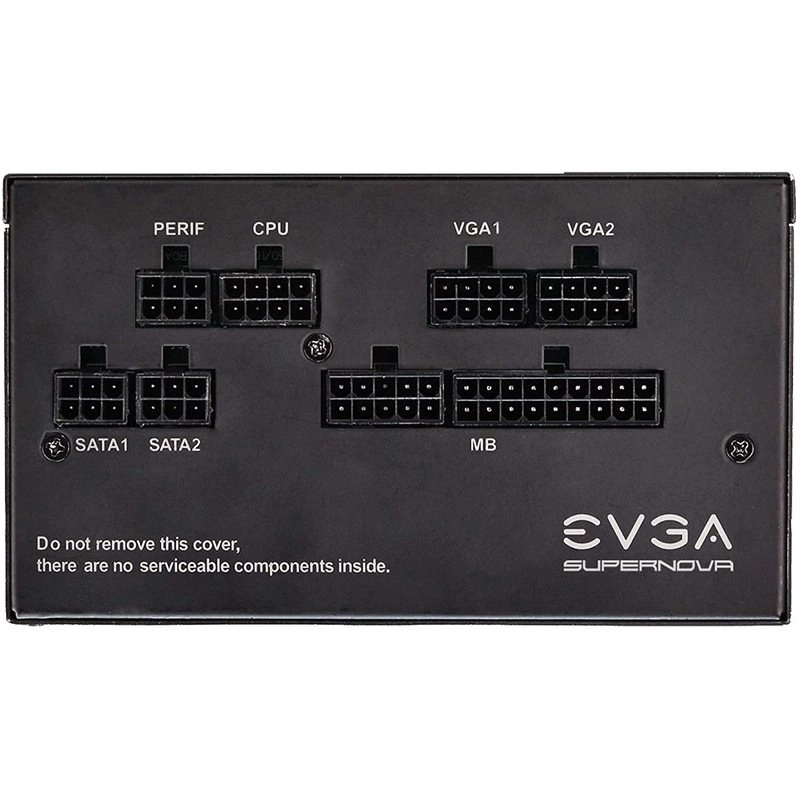 PERIF CPU VGA1 VGA2
SATA1 SATA2 MB
Do not remove this cover,
there are no serviceable components inside.
EVGA
SUPERNOVA